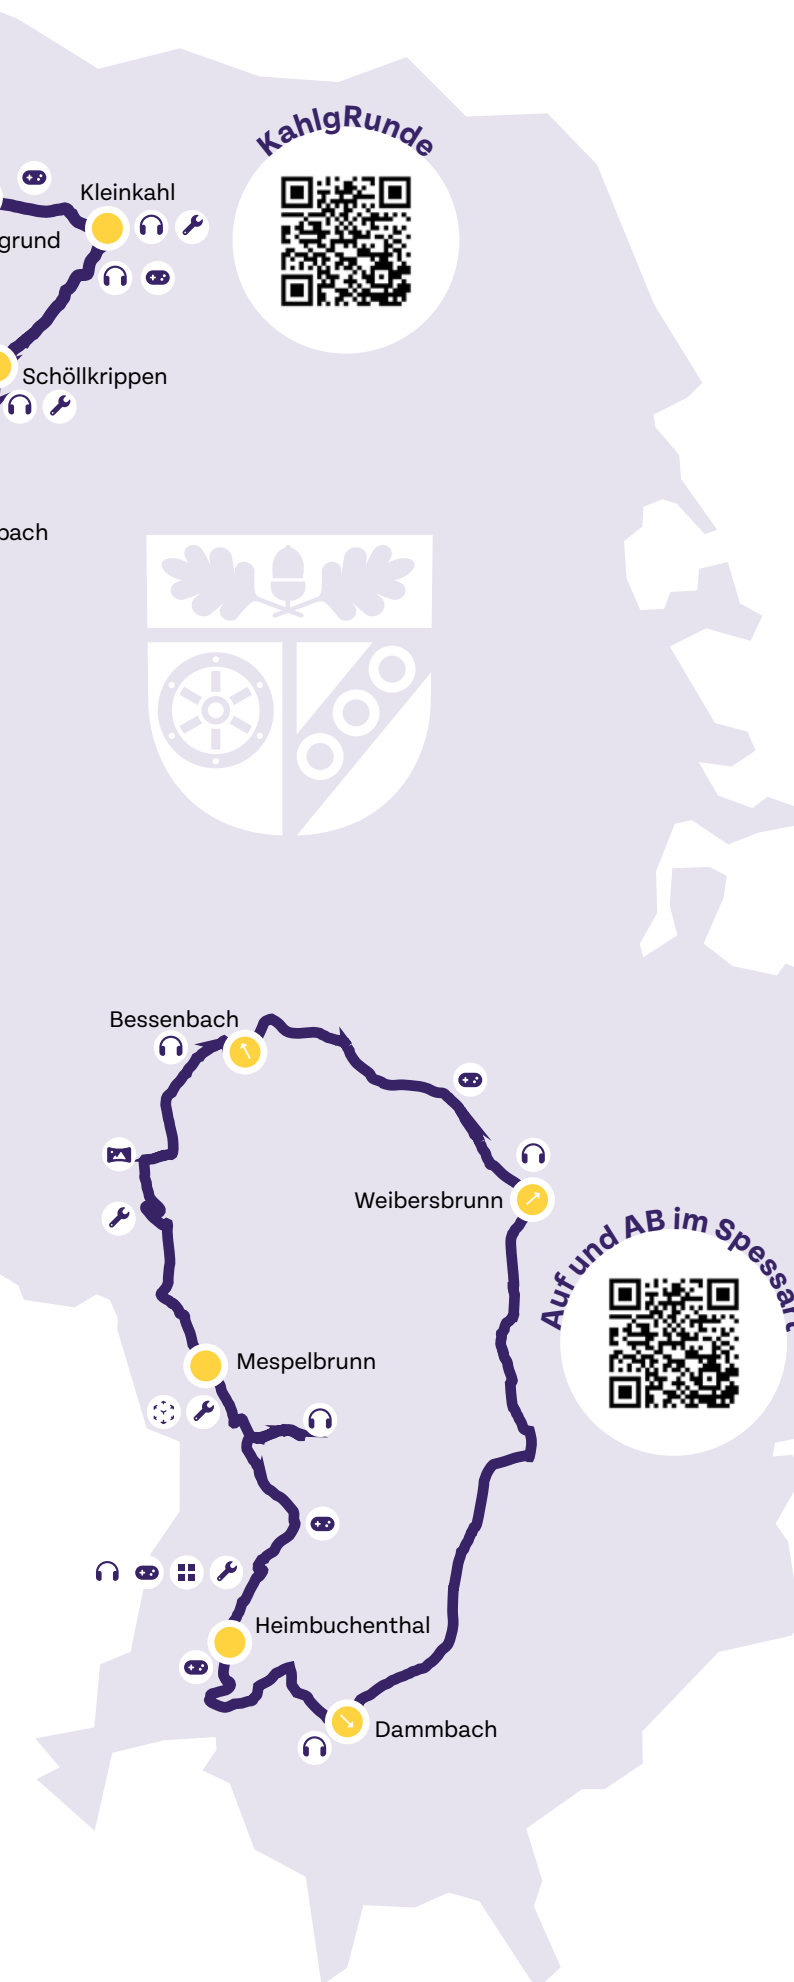 KahlgRunde
Kleinkahl
grund
Schöllkrippen
bach
Bessenbach
Weibersbrunn
Auf und AB im Spessart
Mespelbrunn
Heimbuchenthal
Dammbach